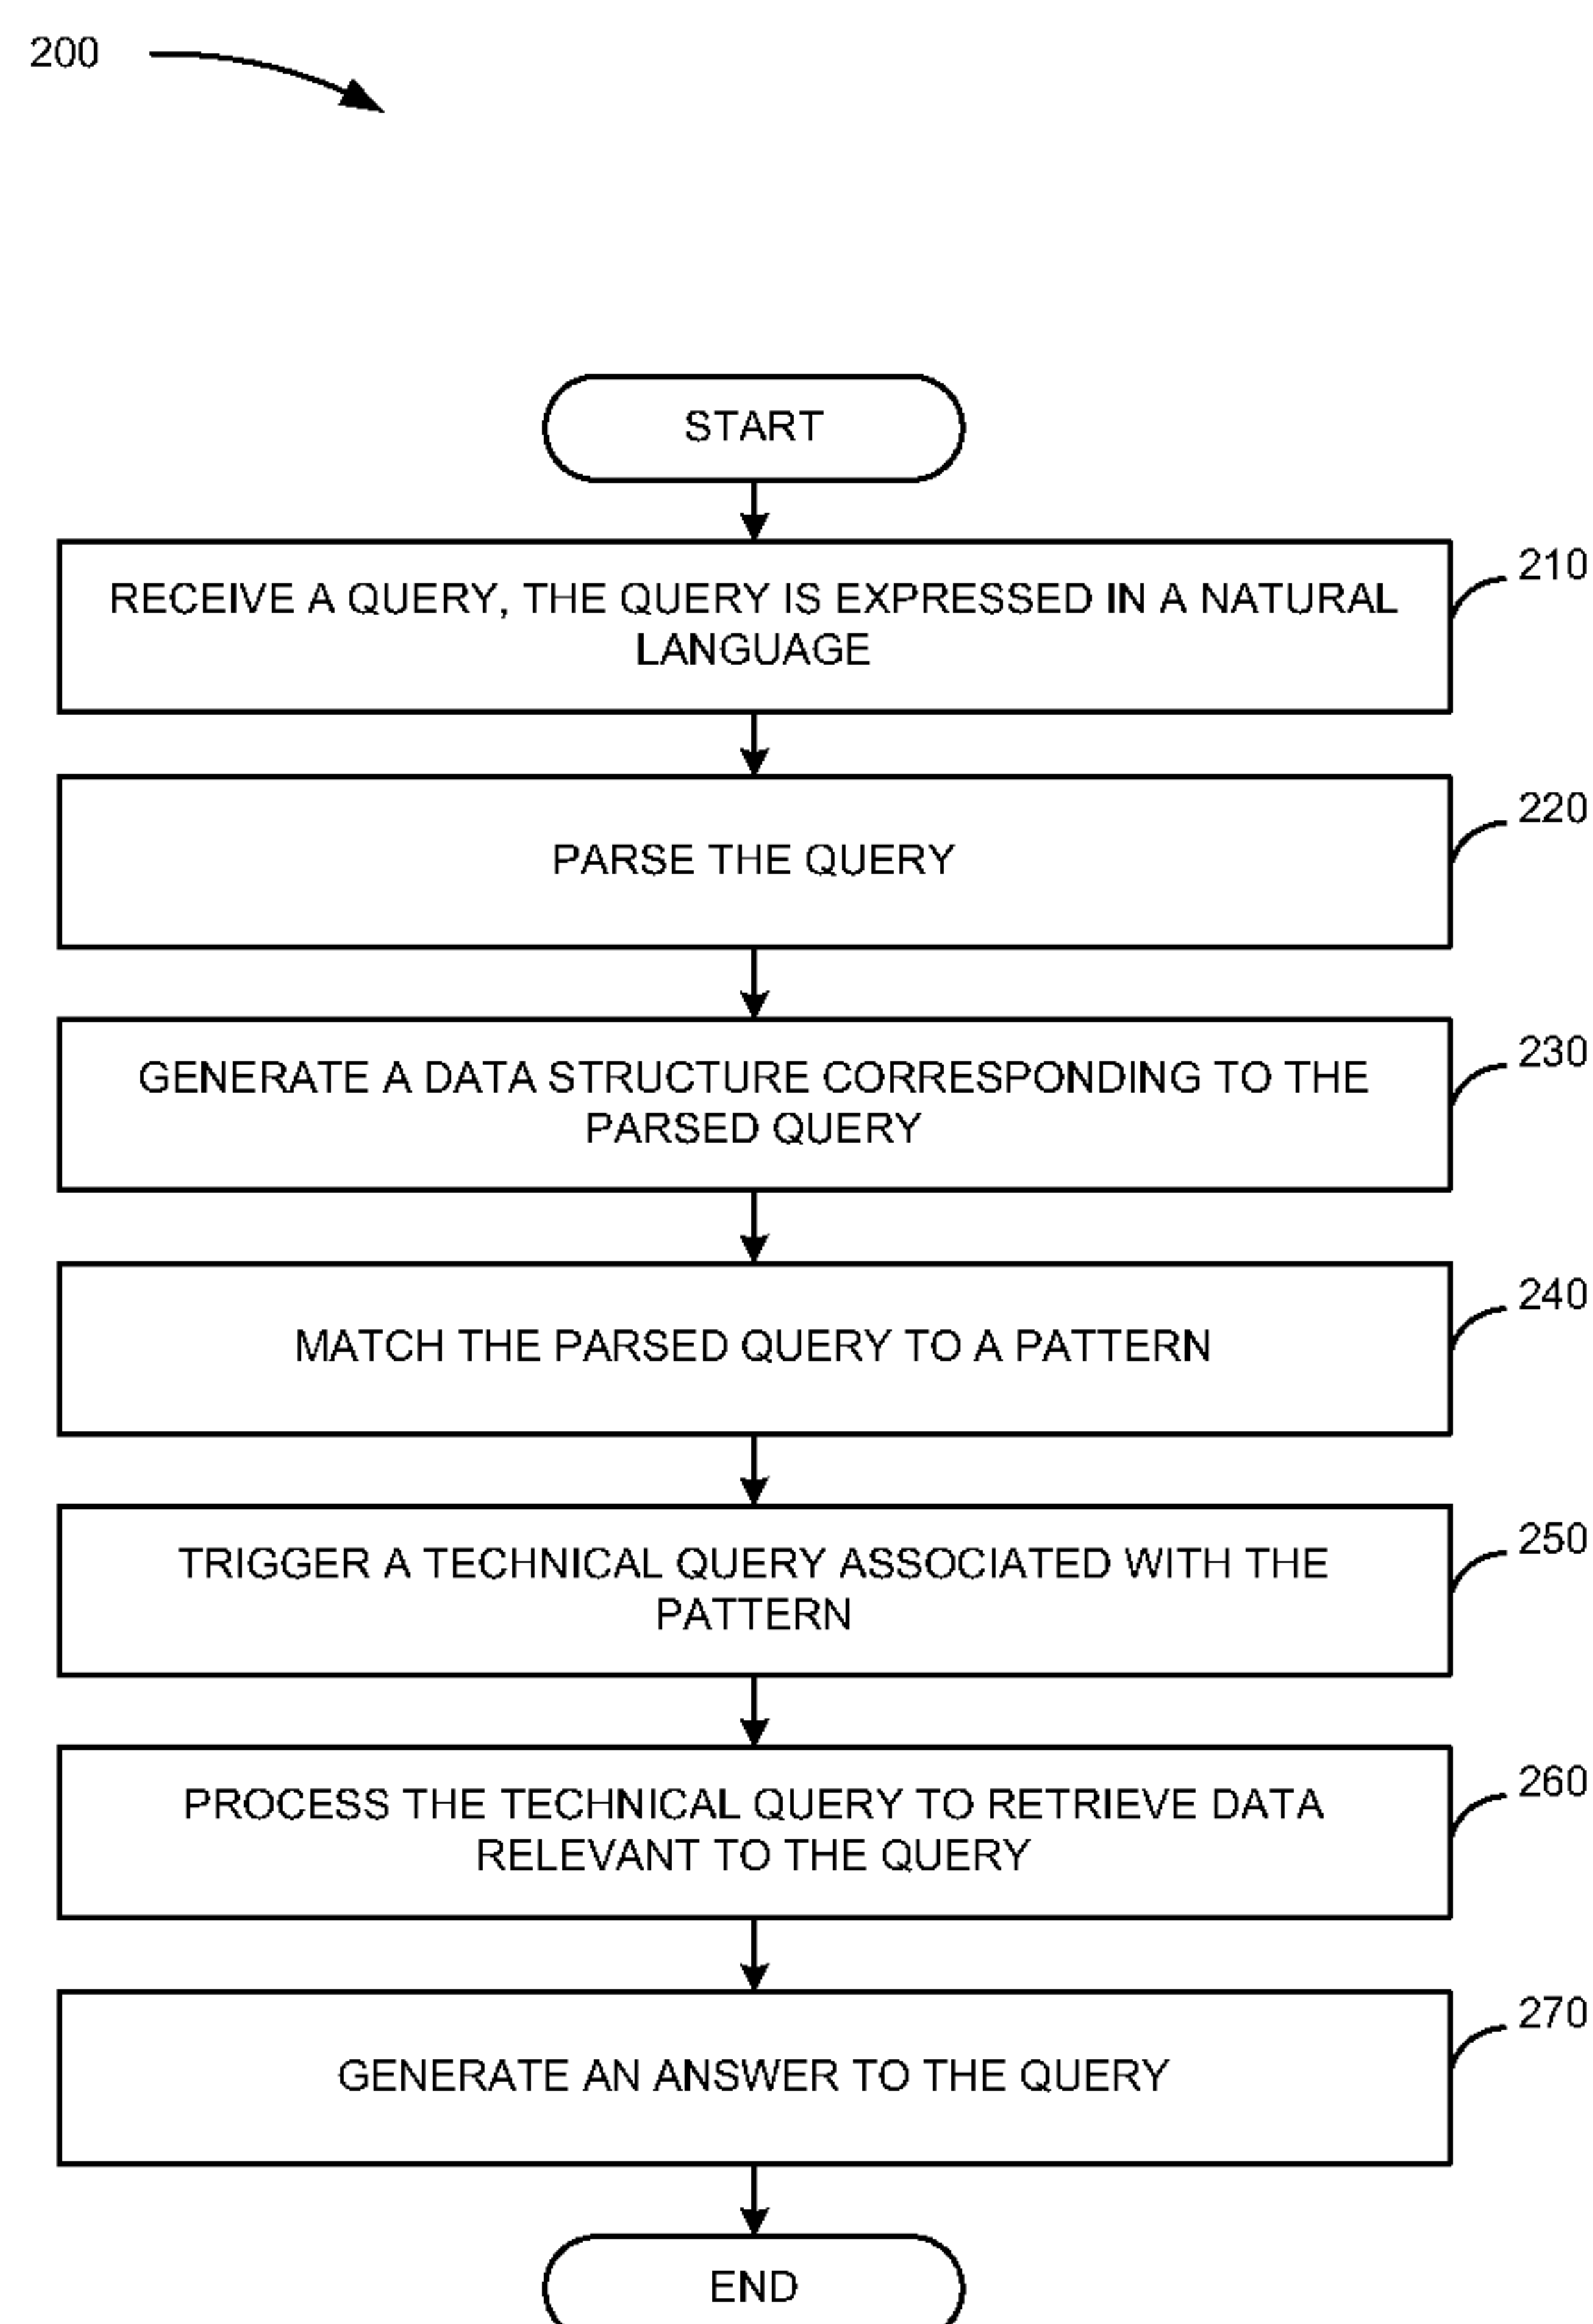 200
START
RECEIVE A QUERY, THE QUERY IS EXPRESSED IN A NATURAL
LANGUAGE
210
PARSE THE QUERY
220
GENERATE A DATA STRUCTURE CORRESPONDING TO THE
PARSED QUERY
230
MATCH THE PARSED QUERY TO A PATTERN
240
TRIGGER A TECHNICAL QUERY ASSOCIATED WITH THE
PATTERN
250
PROCESS THE TECHNICAL QUERY TO RETRIEVE DATA
RELEVANT TO THE QUERY
260
GENERATE AN ANSWER TO THE QUERY
270
END